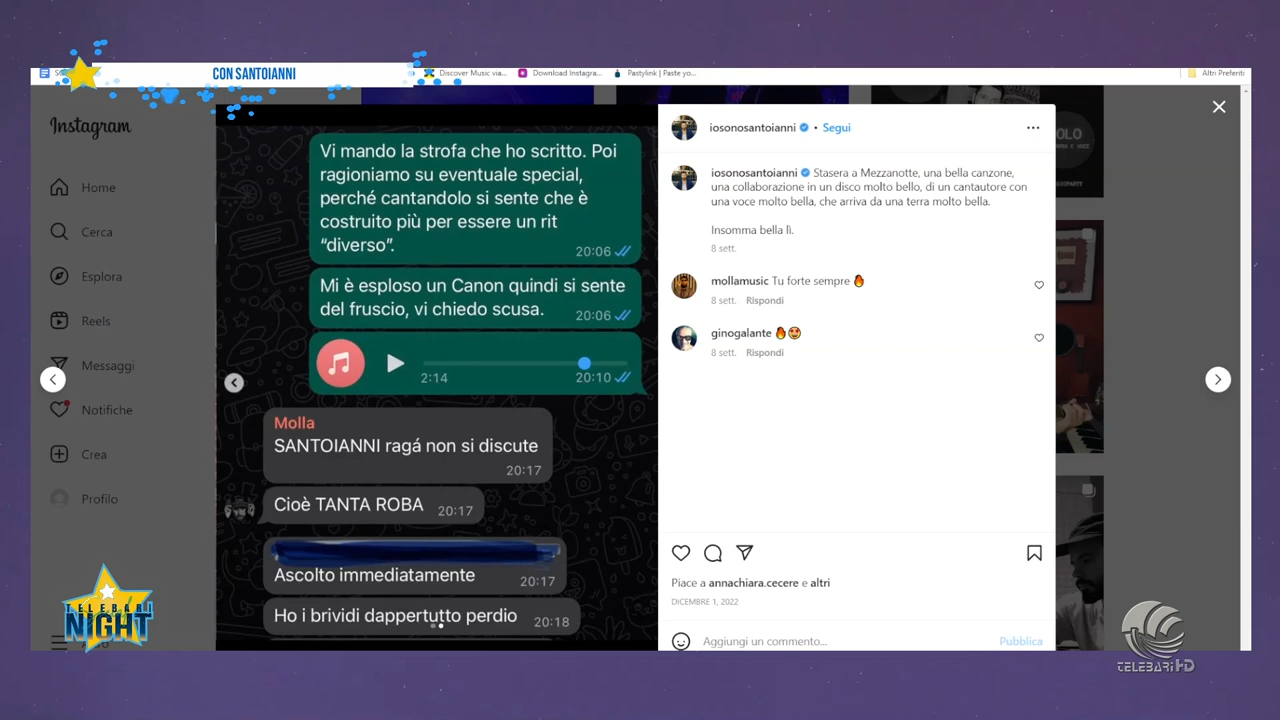 CON SANTOIANNI
Discover Music via...
Download Instagra...
Pastylink | Paste yo...
Altri Preferiti
Instagram
Home
Cerca
Esplora
Reels
Messaggi
Notifiche
Crea
Profilo
Vi mando la strofa che ho scritto. Poi
ragioniamo su eventuale special,
perché cantandolo si sente che è
costruito più per essere un rit
“diverso”.
20:06
Mi è esploso un Canon quindi si sente
del fruscio, vi chiedo scusa.
20:06
2:14
20:10
Molla
SANTOIANNI ragá non si discute
20:17
Cioè TANTA ROBA
20:17
Ascolto immediatamente
20:17
Ho i brividi dappertutto perdio
20:18
iosonosantoianni • Segui
iosonosantoianni Stasera a Mezzanotte, una bella canzone,
una collaborazione in un disco molto bello, di un cantautore con
una voce molto bella, che arriva da una terra molto bella.
Insomma bella lì.
8 sett.
mollamusic Tu forte sempre 🔥
8 sett. Rispondi
ginogalante 🔥😍
8 sett. Rispondi
Piace a annachiara.cecere e altri
DICEMBRE 1, 2022
Aggiungi un commento...
Pubblica
OLO
TELEBARI
NIGHT
TELEBARI HD